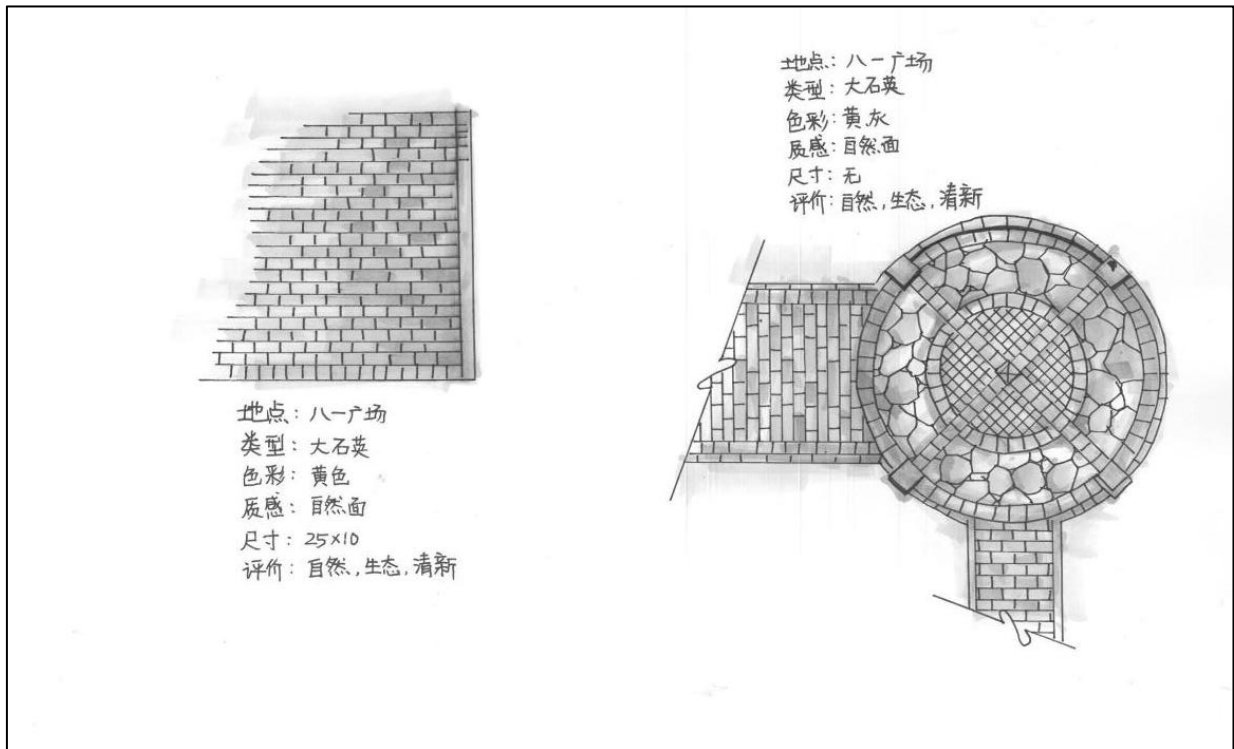 地点：八一广场
类型：大石英
色彩：黄色
质感：自然面
尺寸：25×10
评价：自然，生态，清新
地点：八一广场
类型：大石英
色彩：黄、灰
质感：自然面
尺寸：无
评价：自然，生态，清新